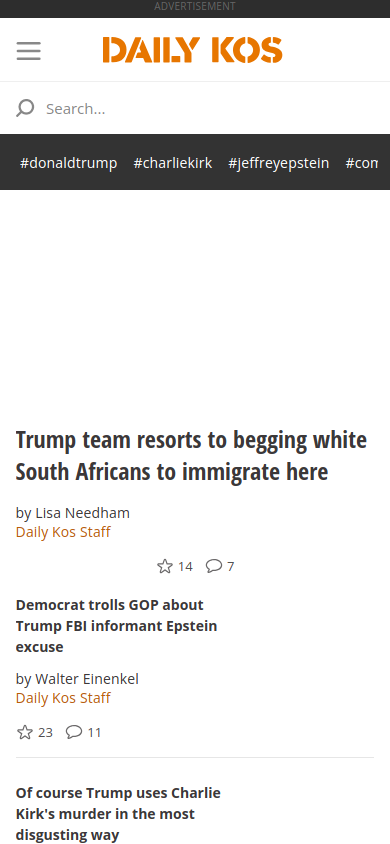 ADVERTISEMENT
DAILY KOS
Search...
#donaldtrump #charliekirk #jeffreyepstein #com
Trump team resorts to begging white
South Africans to immigrate here
by Lisa Needham
Daily Kos Staff
14 7
Democrat trolls GOP about
Trump FBI informant Epstein
excuse
by Walter Einenkel
Daily Kos Staff
23 11
Of course Trump uses Charlie
Kirk's murder in the most
disgusting way